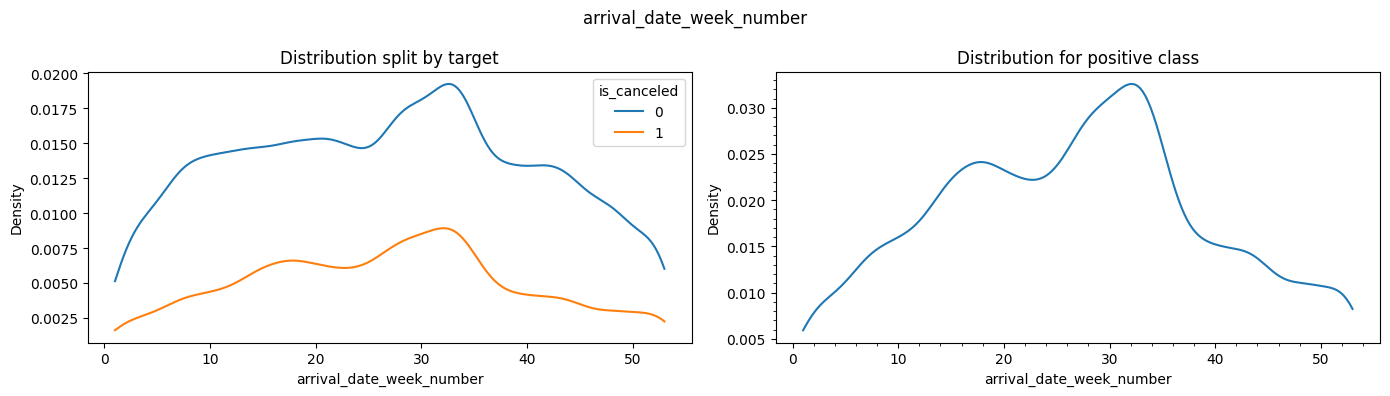 arrival_date_week_number
Distribution split by target
0.0200
0.0175
0.0150
0.0125
0.0100
0.0075
0.0050
0.0025
Density
is_canceled
0
1
0 10 20 30 40 50
arrival_date_week_number
Distribution for positive class
0.030
0.025
0.020
0.015
0.010
0.005
Density
0 10 20 30 40 50
arrival_date_week_number